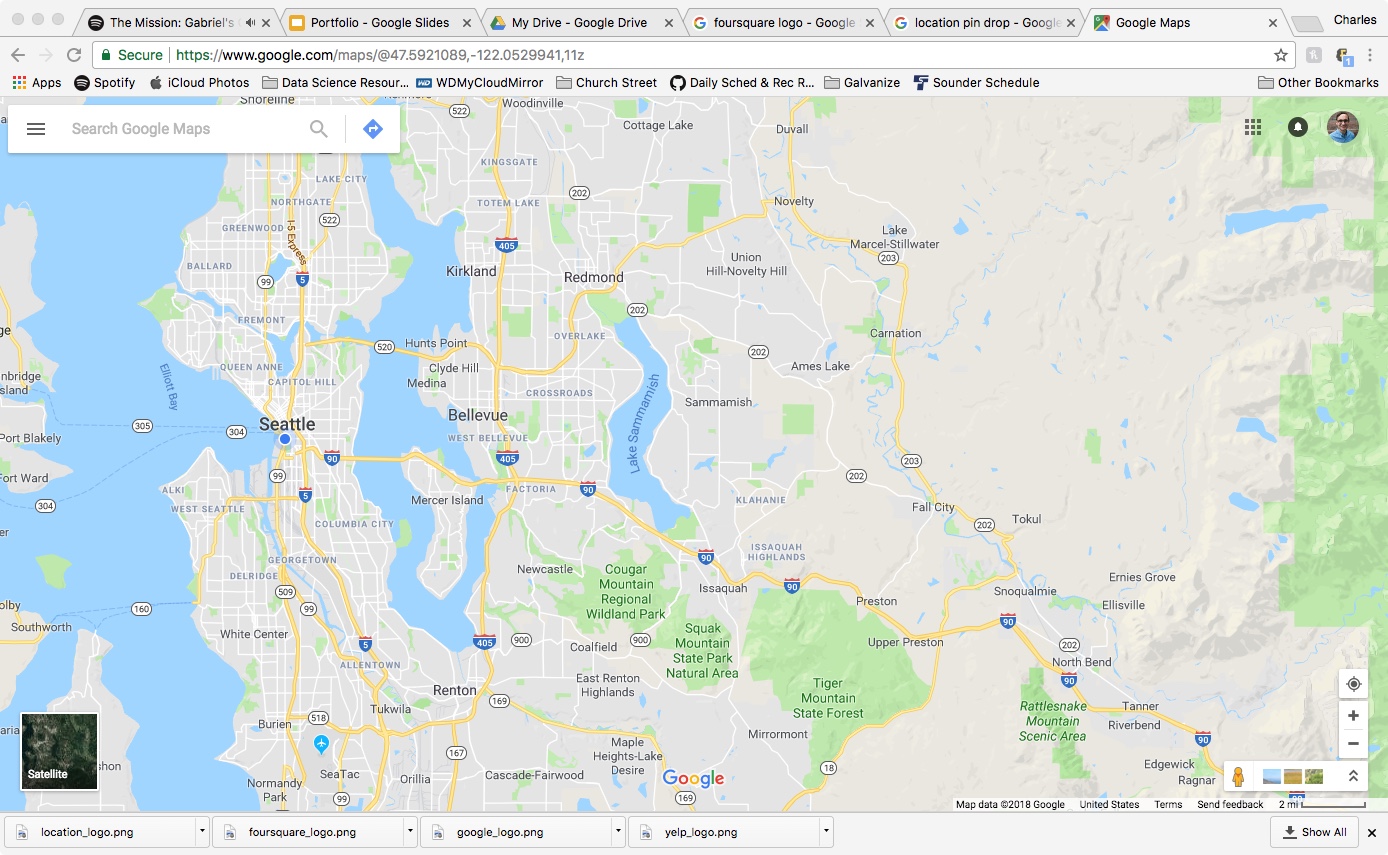 The Mission: Gabriel's
Portfolio - Google Slides
My Drive - Google Drive
foursquare logo - Google
location pin drop - Google
Google Maps
Charles
Secure
https://www.google.com/maps/@47.5921089,-122.0529941,11z
1
Apps
Spotify
iCloud Photos
Data Science Resour...
WD
WDMyCloudMirror
Church Street
Daily Sched & Rec R...
Galvanize
Sounder Schedule
Other Bookmarks
Search Google Maps
Shoreline
522
Woodinville
Cottage Lake
Duvall
KINGSGATE
LAKE CITY
202
NORTHGATE
TOTEM LAKE
Novelty
522
GREENWOOD
I-5 Express
405
Lake
Marcel-Stillwater
203
BALLARD
Kirkland
Redmond
Union
Hill-Novelty Hill
99
5
202
FREMONT
OVERLAKE
Carnation
520
Hunts Point
202
QUEEN ANNE
Clyde Hill
Ames Lake
Elliott Bay
CAPITOL HILL
Medina
nbridge
sland
CROSSROADS
Lake Sammamish
Sammamish
Bellevue
305
304
Seattle
WEST BELLEVUE
Port Blakely
90
405
203
99
202
Fort Ward
ALKI
5
FACTORIA
90
Mercer Island
KLAHANIE
304
WEST SEATTLE
Fall City
COLUMBIA CITY
202
Tokul
ISSAQUAH
HIGHLANDS
90
GEORGETOWN
Newcastle
Cougar
Mountain
Regional
Wildland Park
DELRIDGE
Issaquah
90
Ernies Grove
509
Snoqualmie
olby
160
99
Preston
Ellisville
Southworth
White Center
90
5
405
900
900
Squak
Mountain
State Park
Natural Area
Upper Preston
202
Coalfield
North Bend
ALLENTOWN
90
East Renton
Highlands
Renton
Tiger
Mountain
State Forest
169
Rattlesnake
Mountain
Scenic Area
Tanner
Tukwila
Burien
518
Riverbend
Mirrormont
90
167
Maple
Heights-Lake
Desire
SeaTac
Orillia
Cascade-Fairwood
18
Edgewick
Ragnar
Normandy
Park
99
169
shon
Satellite
Google
Map data ©2018 Google
United States
Terms
Send feedback
2 mi
location_logo.png
foursquare_logo.png
google_logo.png
yelp_logo.png
Show All